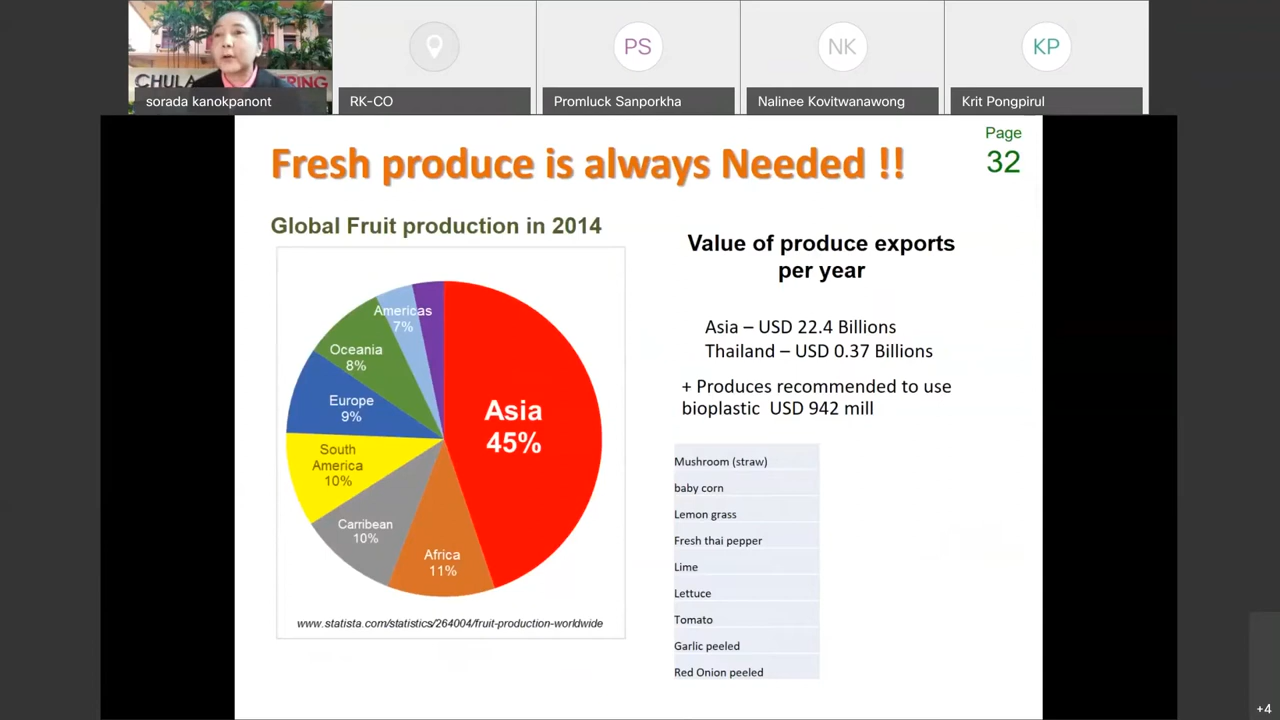 CHULA ERING
sorada kanokpanont
RK-CO
PS
Promluck Sanporkha
NK
Nalinee Kovitwanawong
KP
Krit Pongpirul
Fresh produce is always Needed !!
Page
32
Global Fruit production in 2014
Americas
7%
Oceania
8%
Europe
9%
South
America
10%
Carribean
10%
Africa
11%
Asia
45%
www.statista.com/statistics/264004/fruit-production-worldwide
Value of produce exports
per year
Asia – USD 22.4 Billions
Thailand – USD 0.37 Billions
+ Produces recommended to use
bioplastic USD 942 mill
Mushroom (straw)
baby corn
Lemon grass
Fresh thai pepper
Lime
Lettuce
Tomato
Garlic peeled
Red Onion peeled
+4